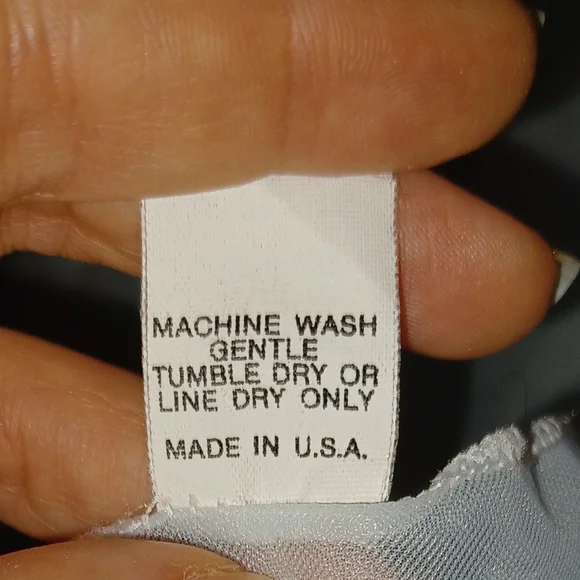 MACHINE WASH
GENTLE
TUMBLE DRY OR
LINE DRY ONLY
MADE IN U.S.A.